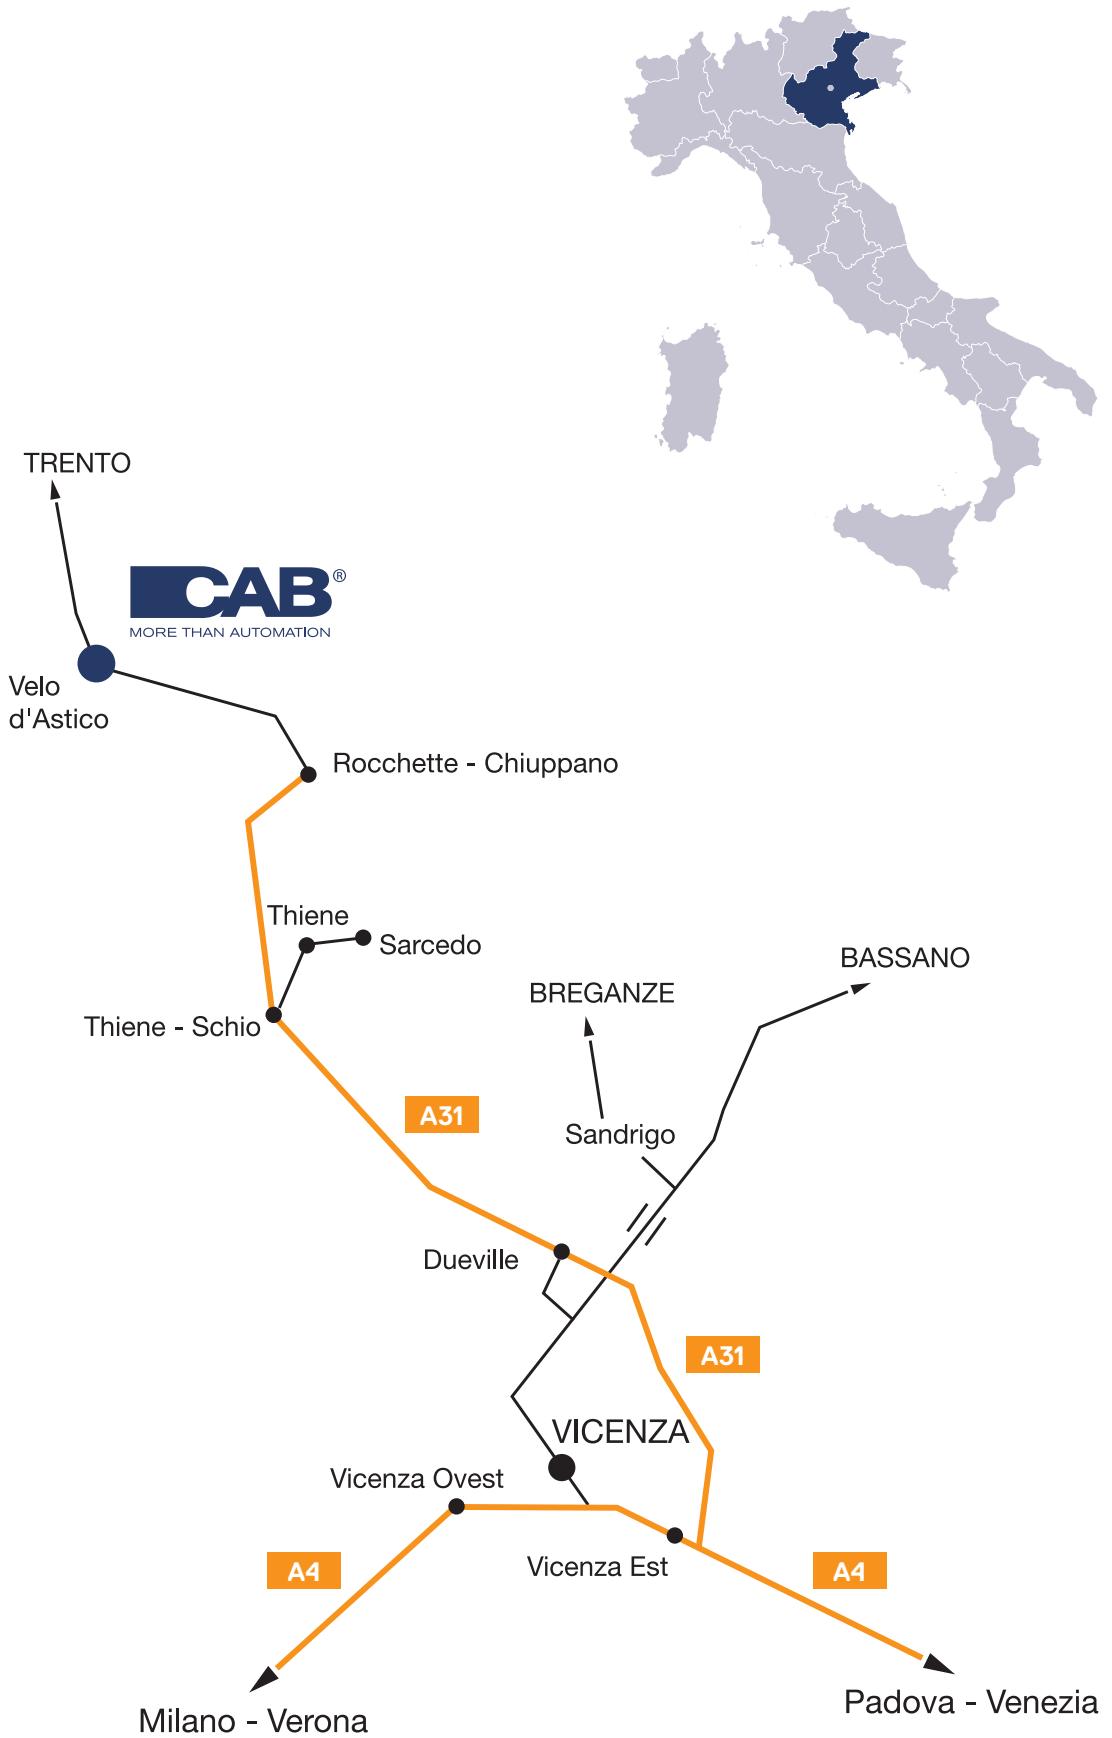 TRENTO
CAB®
MORE THAN AUTOMATION
Velo
d'Astico
Rocchette - Chiuppano
Thiene
Sarcedo
BASSANO
BREGANZE
Thiene - Schio
A31
Sandrigo
Dueville
A31
VICENZA
Vicenza Ovest
Vicenza Est
A4
A4
Padova - Venezia
Milano - Verona